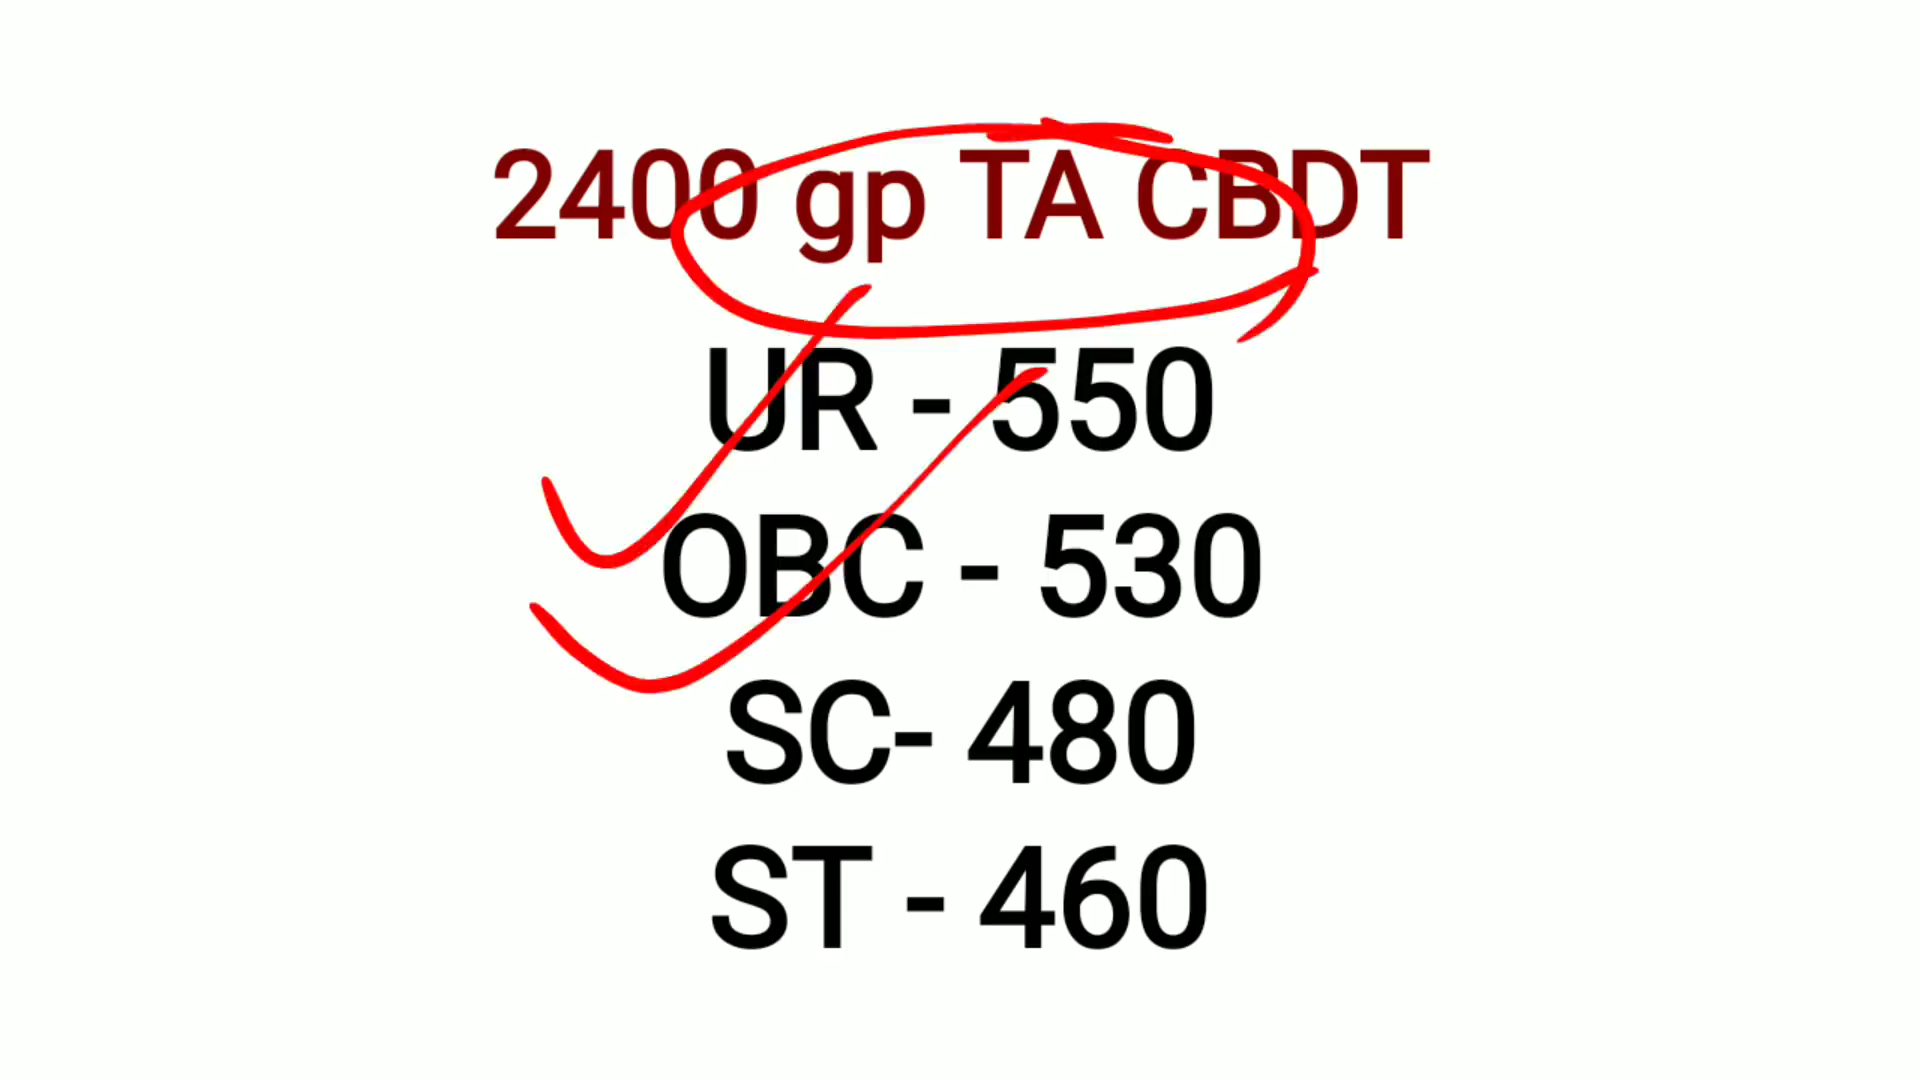 2400 gp TA CBDT
UR - 550
OBC - 530
SC- 480
ST - 460